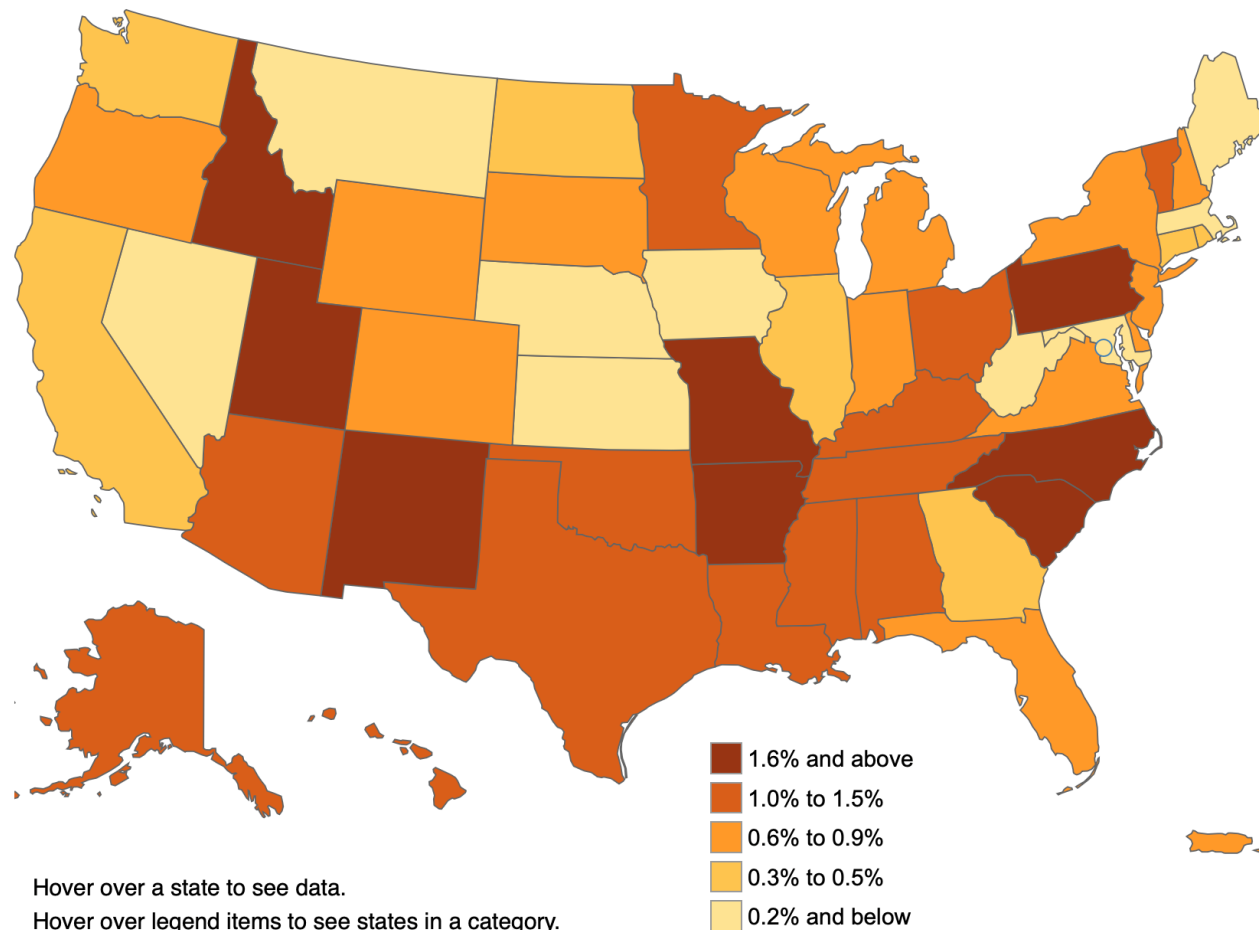 1.6% and above
1.0% to 1.5%
0.6% to 0.9%
0.3% to 0.5%
0.2% and below
Hover over a state to see data.
Hover over legend items to see states in a category.